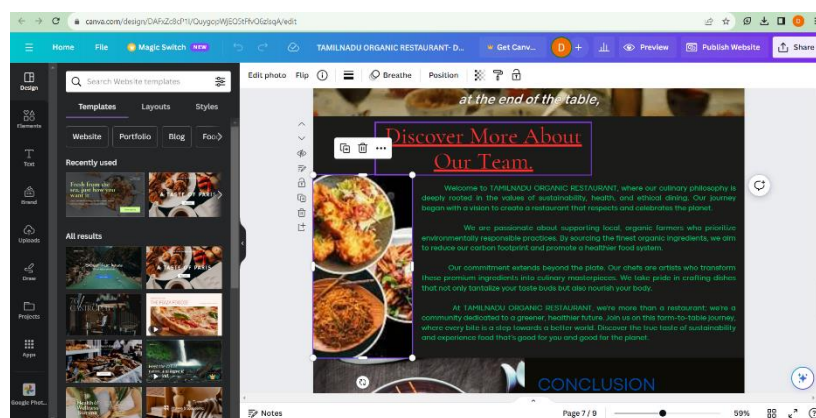 canva.com/design/DAFxZc8cP1I/QuygopWjEQ5tFfvQ6zlsqA/edit
Home File Magic Switch NEW TAMILNADU ORGANIC RESTAURANT- D... Get Canv... D + Preview Publish Website Share
Design
Elements
Text
Brand
Uploads
Draw
Projects
Apps
Google Phot...
Search Website templates
Templates Layouts Styles
Website Portfolio Blog Foo
Recently used
All results
Edit photo Flip Breathe Position
at the end of the table,
Discover More About
Our Team.
Welcome to TAMILNADU ORGANIC RESTAURANT, where our culinary philosophy is
deeply rooted in the values of sustainability, health, and ethical dining. Our journey
began with a vision to create a restaurant that respects and celebrates the planet.
We are passionate about supporting local, organic farmers who prioritize
environmentally responsible practices. By sourcing the finest organic ingredients, we aim
to reduce our carbon footprint and promote a healthier food system.
Our commitment extends beyond the plate. Our chefs are artists who transform
these premium ingredients into culinary masterpieces. We take pride in crafting dishes
that not only tantalize your taste buds but also nourish your body.
At TAMILNADU ORGANIC RESTAURANT, we're more than a restaurant; we're a
community dedicated to a greener, healthier future. Join us on this farm-to-table journey,
where every bite is a step towards a better world. Discover the true taste of sustainability
and experience food that's good for you and good for the planet.
CONCLUSION
Notes Page 7 / 9 59%